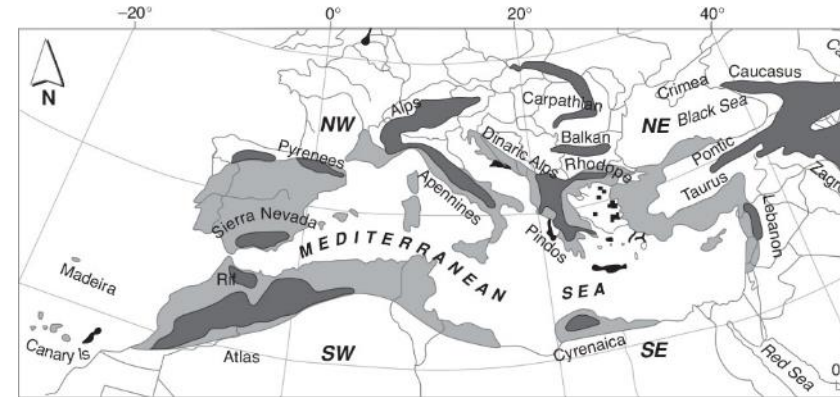 –20°
0°
20°
40°
N
NW
Alps
Carpathian
Crimea
Caucasus
NE
Black Sea
Pyrenees
Dinaric Alps
Balkan
Rhodope
Pontic
Taurus
Apennines
Sierra Nevada
MEDITERRANEAN
Pindos
Lebanon
Madeira
Rif
SEA
Canary Is
Atlas
SW
Cyrenaica
SE
Red Sea
0